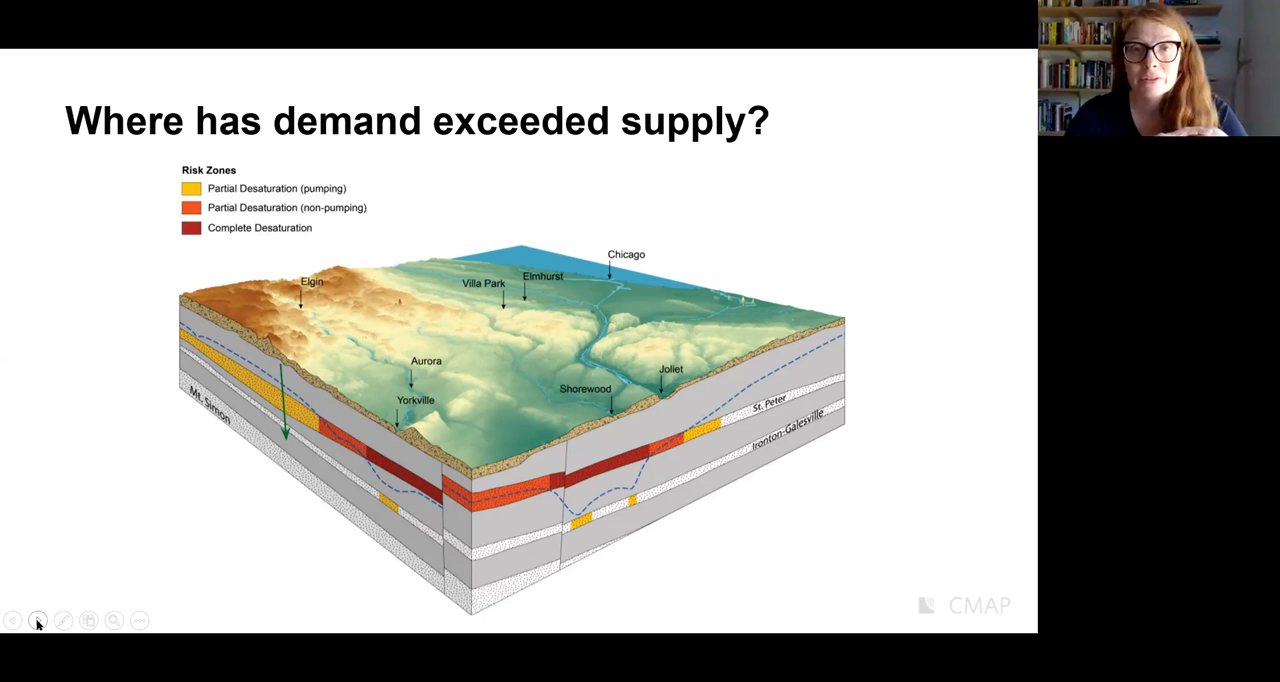 Where has demand exceeded supply?
Risk Zones
Partial Desaturation (pumping)
Partial Desaturation (non-pumping)
Complete Desaturation
Chicago
Elmhurst
Elgin
Villa Park
Aurora
Joliet
Shorewood
Yorkville
Mt. Simon
St. Peter
Ironton-Galesville
CMAP